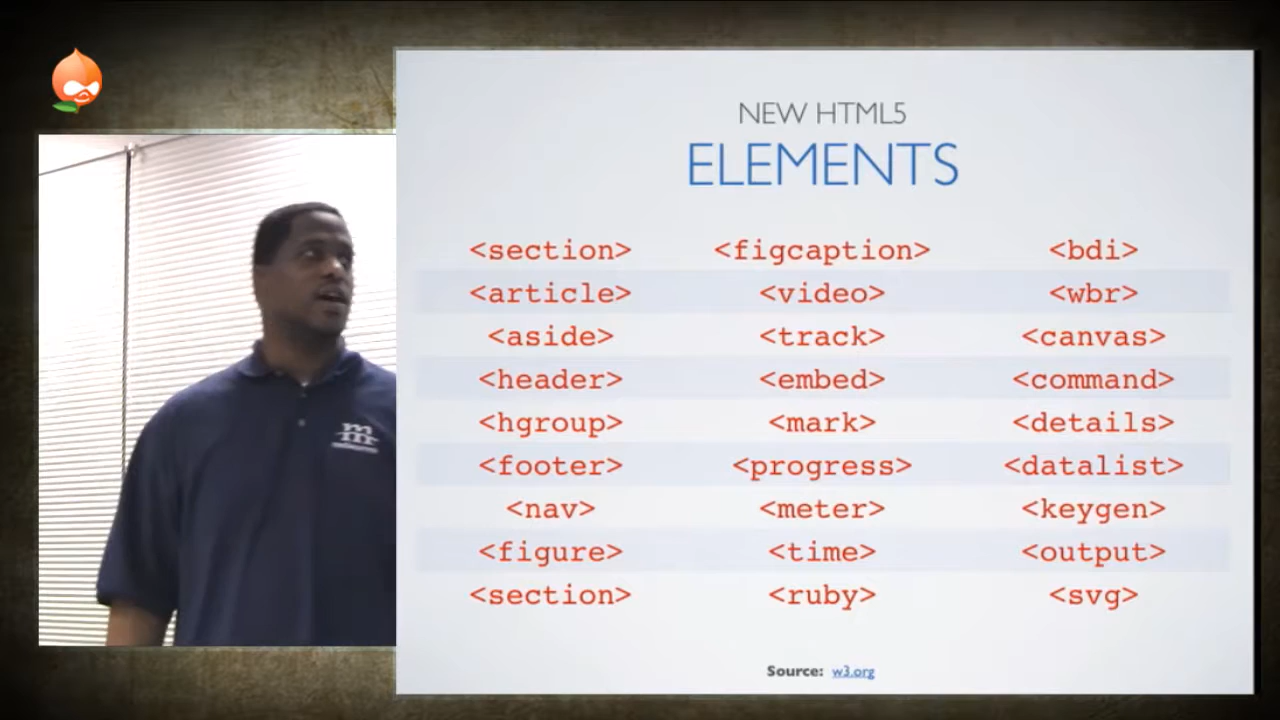 NEW HTML5
ELEMENTS
<section> <figcaption> <bdi>
<article> <video> <wbr>
<aside> <track> <canvas>
<header> <embed> <command>
<hgroup> <mark> <details>
<footer> <progress> <datalist>
<nav> <meter> <keygen>
<figure> <time> <output>
<section> <ruby> <svg>
Source: w3.org